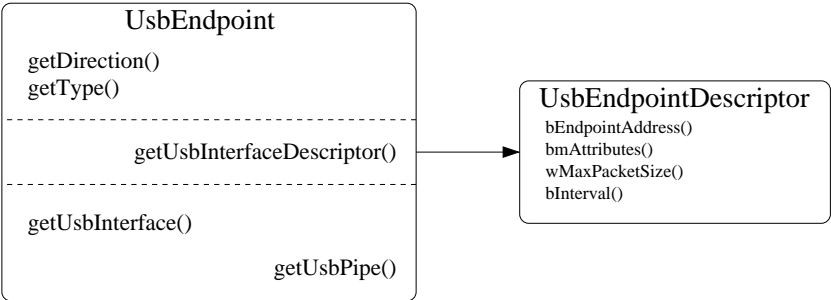 UsbEndpoint
getDirection()
getType()
getUsbInterfaceDescriptor()
getUsbInterface()
getUsbPipe()
UsbEndpointDescriptor
bEndpointAddress()
bmAttributes()
wMaxPacketSize()
bInterval()